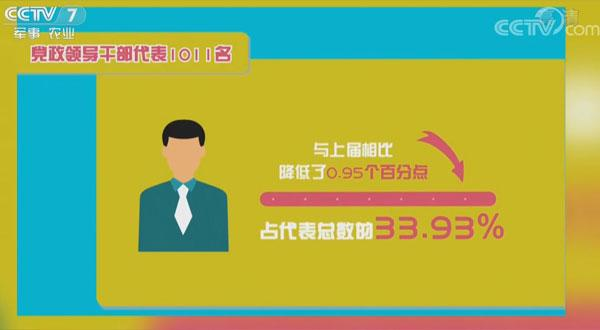 CCTV 7
军事 农业
CCTV.com
党政领导干部代表1011名
与上届相比
降低了0.95个百分点
占代表总数的33.93%